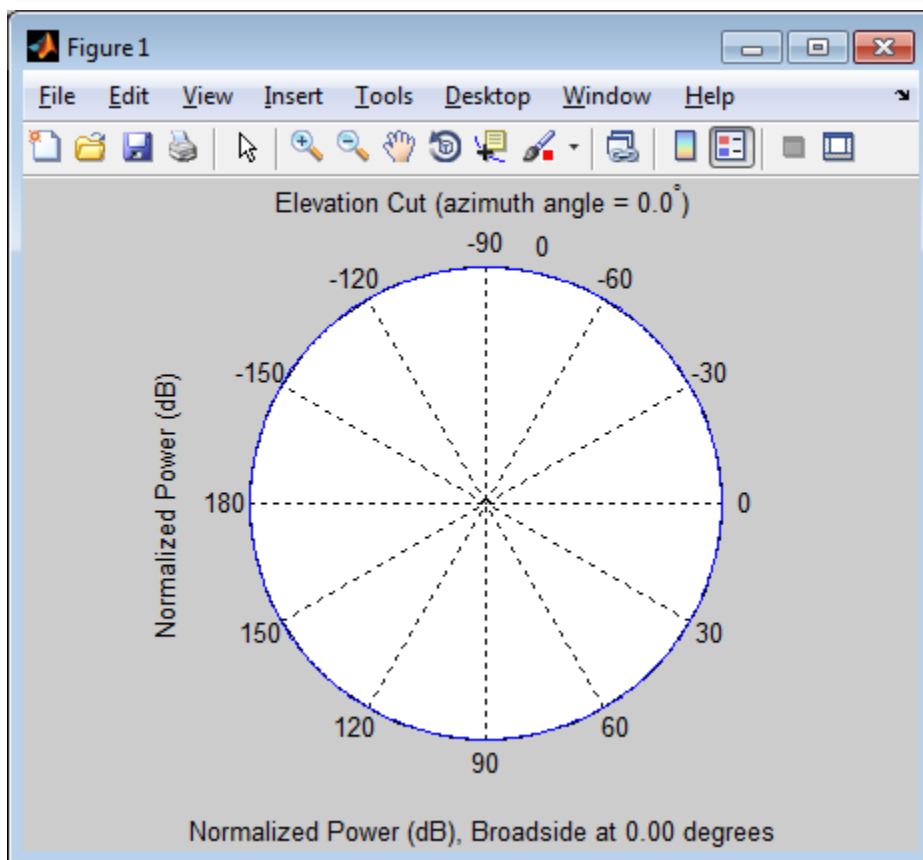 Figure 1
File Edit View Insert Tools Desktop Window Help
Elevation Cut (azimuth angle = 0.0°)
-90 0
-120 -60
-150 -30
Normalized Power (dB)
180 0
150 30
120 60
90
Normalized Power (dB), Broadside at 0.00 degrees